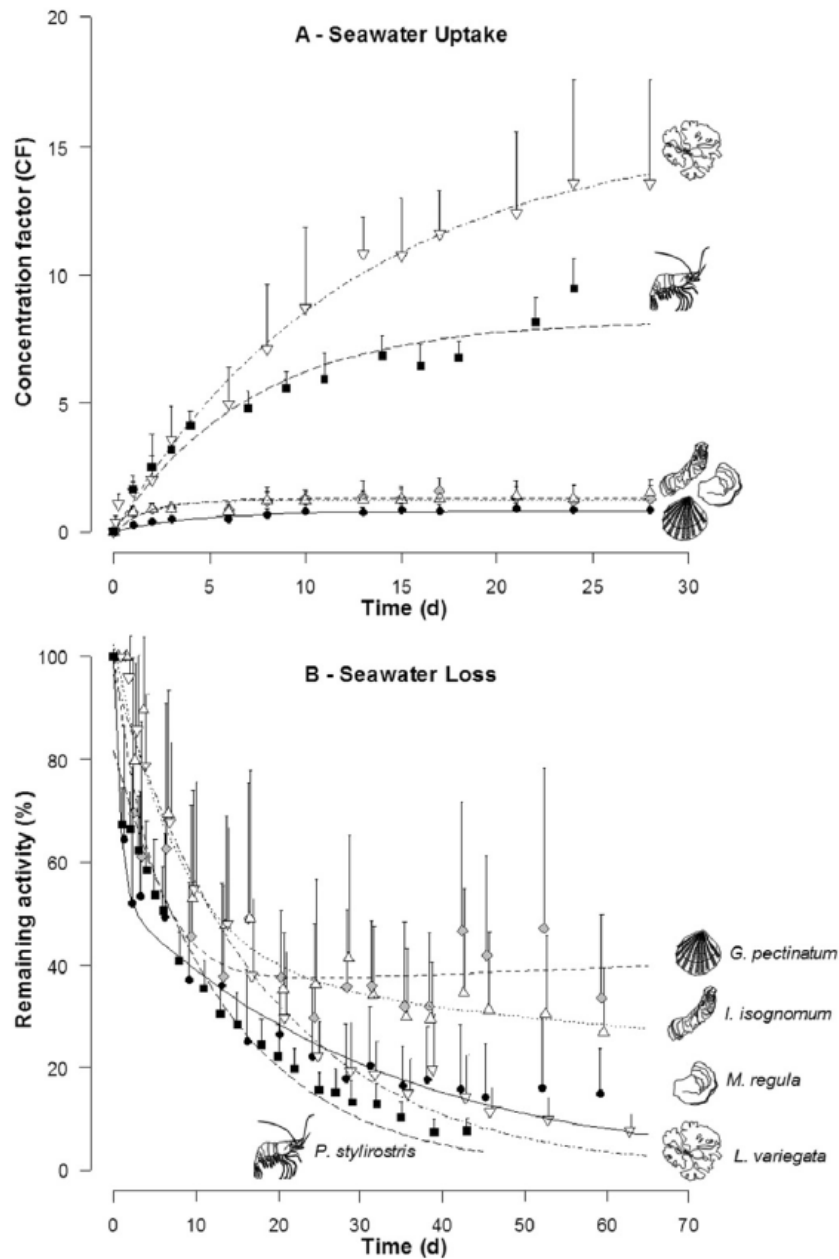 A - Seawater Uptake
Concentration factor (CF)
20
15
10
5
0
0 5 10 15 20 25 30
Time (d)
B - Seawater Loss
Remaining activity (%)
100
80
60
40
20
0
G. pectinatum
I. isognomum
M. regula
P. stylirostris
L. variegata
0 10 20 30 40 50 60 70
Time (d)